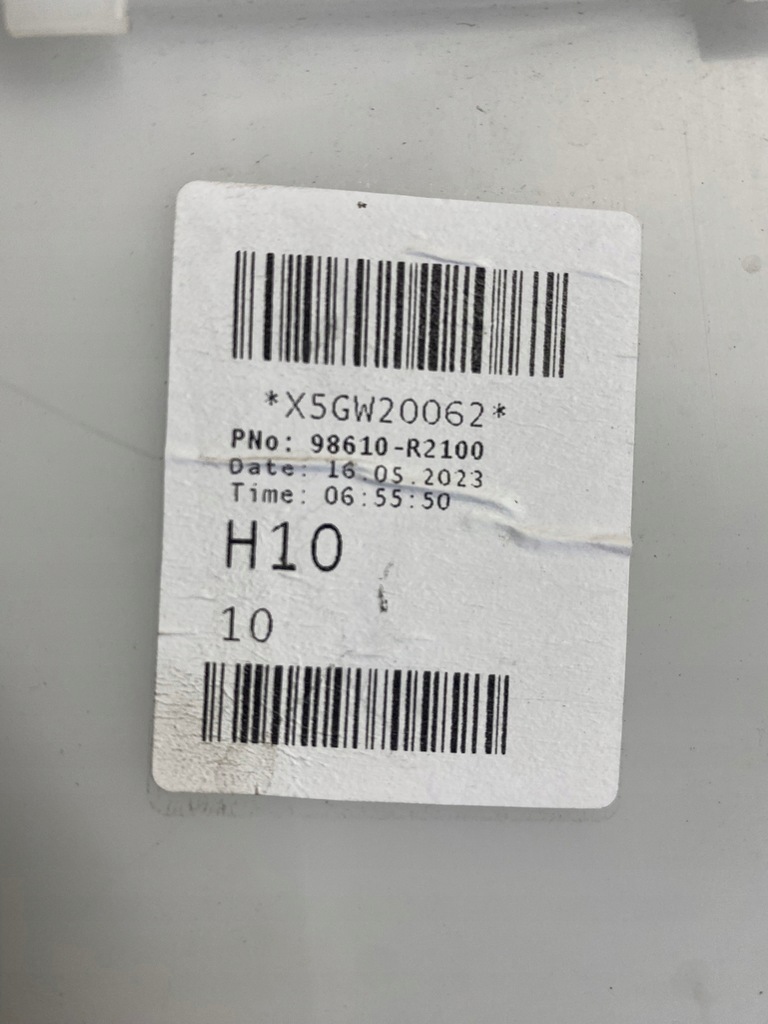 *X5GW20062*
PNo: 98610-R2100
Date: 16.05.2023
Time: 06:55:50
H10
10